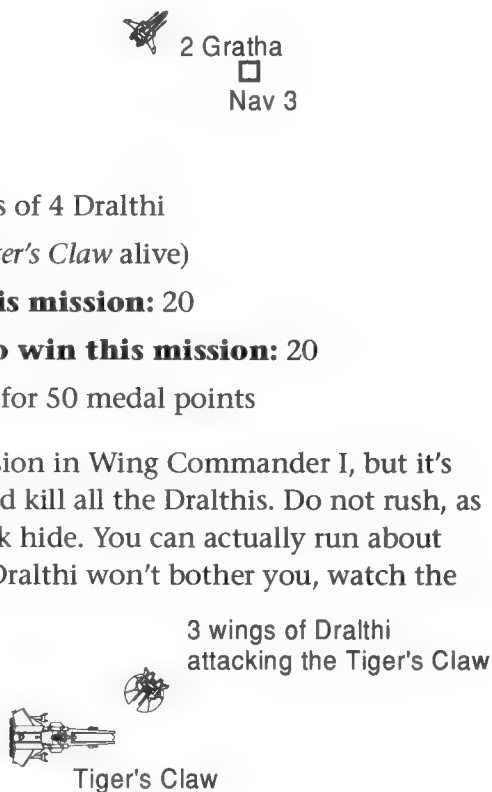 2 Gratha
Nav 3
s of 4 Dralthi
er's Claw alive)
is mission: 20
o win this mission: 20
for 50 medal points
sion in Wing Commander I, but it's
d kill all the Dralthis. Do not rush, as
k hide. You can actually run about
Dralthi won't bother you, watch the
3 wings of Dralthi
attacking the Tiger's Claw
Tiger's Claw